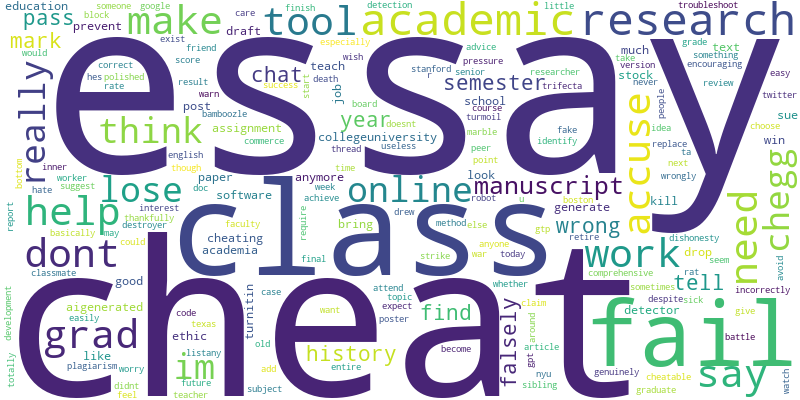 education someone google block care finish detection little troubleshoot
pass make tool academic research
mark prevent would exist friend draft especially advice much grade text take something
correct polished score chat teach death wish stanford pressure senior researcher version encouraging review never easy
hes rate result warn success start r trifecta stock people twitter
really essay job semester accuse
think post bamboozle board course doesnt turmoil school idea replace ta sue choose win
assignment year collegeuniversity marble fake identify
english commerce thread useless peer point next wrongly
inner though anymore time look kill
bottom hate worker suggest lose paper doc software week achieve online manuscript robot u boston dishonesty need chegg
help interest academia require drew generate wrong
report basically thankfully may destroyer cheating faculty bring method else gtp retire drop seem avoid
dont could class final strike anyone war today whether work comprehensive sometimes rat
classmate good case attend topic expect want despite sick tell incorrectly
development aigenerated code turnitin poster find claim around detector give
grad easily ethic texas listany cheat falsely article fail battle
totally like old history become gpt nyu genuinely
plagiarism im add entire sibling cheatable say watch
didnt worry future subject graduate
feel teacher